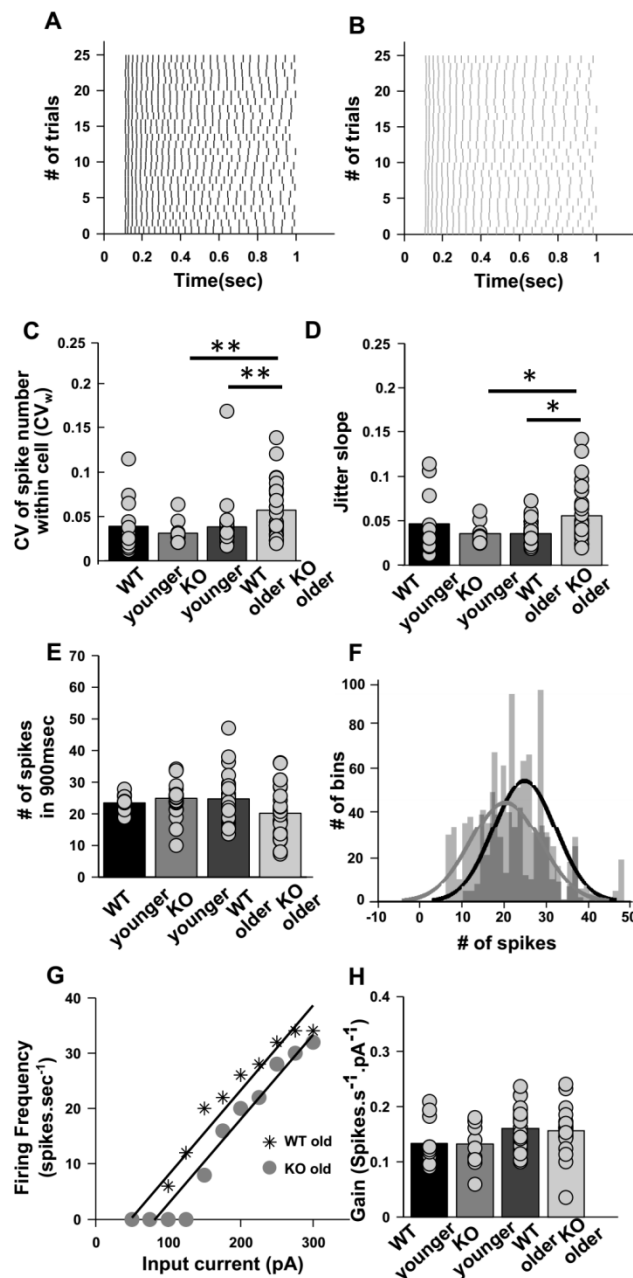 A
# of trials
25
20
15
10
5
0
0 0.2 0.4 0.6 0.8 1
Time(sec)
B
# of trials
25
20
15
10
5
0
0 0.2 0.4 0.6 0.8 1
Time(sec)
C
CV of spike number
within cell (CVw)
0.25
0.2
0.15
0.1
0.05
0
**
**
WT younger
KO younger
WT older
KO older
D
Jitter slope
0.25
0.2
0.15
0.1
0.05
0
*
*
WT younger
KO younger
WT older
KO older
E
# of spikes
in 900msec
70
60
50
40
30
20
10
0
WT younger
KO younger
WT older
KO older
F
# of bins
100
80
60
40
20
0
-10 0 10 20 30 40 50
# of spikes
G
Firing Frequency
(spikes.sec⁻¹)
40
30
20
10
0
0 100 200 300
Input current (pA)
WT old
KO old
H
Gain (Spikes.s⁻¹.pA⁻¹)
0.4
0.3
0.2
0.1
0
WT younger
KO younger
WT older
KO older